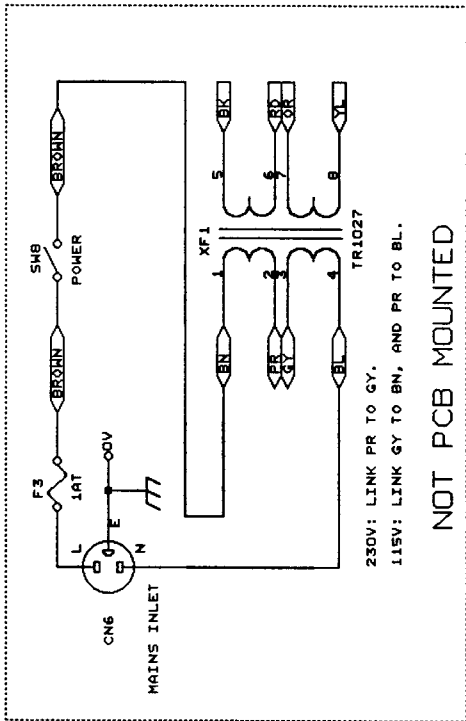 F3
1AT
BROWN
SW8
POWER
BROWN
L
E
0V
N
CN6
MAINS INLET
XF1
BN
1
5
BK
PR
2
6
RD
GY
3
7
OR
BL
4
8
YL
TR1027
230V: LINK PR TO GY.
115V: LINK GY TO BN, AND PR TO BL.
NOT PCB MOUNTED